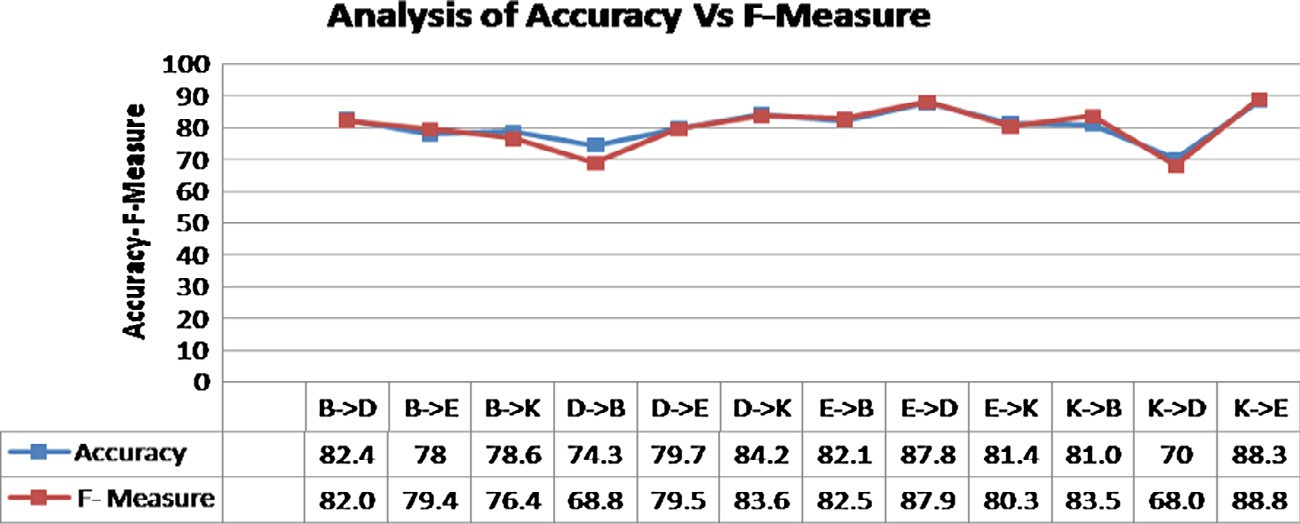 Analysis of Accuracy Vs F-Measure
Accuracy-F-Measure
100
90
80
70
60
50
40
30
20
10
0
B->D B->E B->K D->B D->E D->K E->B E->D E->K K->B K->D K->E
Accuracy 82.4 78 78.6 74.3 79.7 84.2 82.1 87.8 81.4 81.0 70 88.3
F- Measure 82.0 79.4 76.4 68.8 79.5 83.6 82.5 87.9 80.3 83.5 68.0 88.8